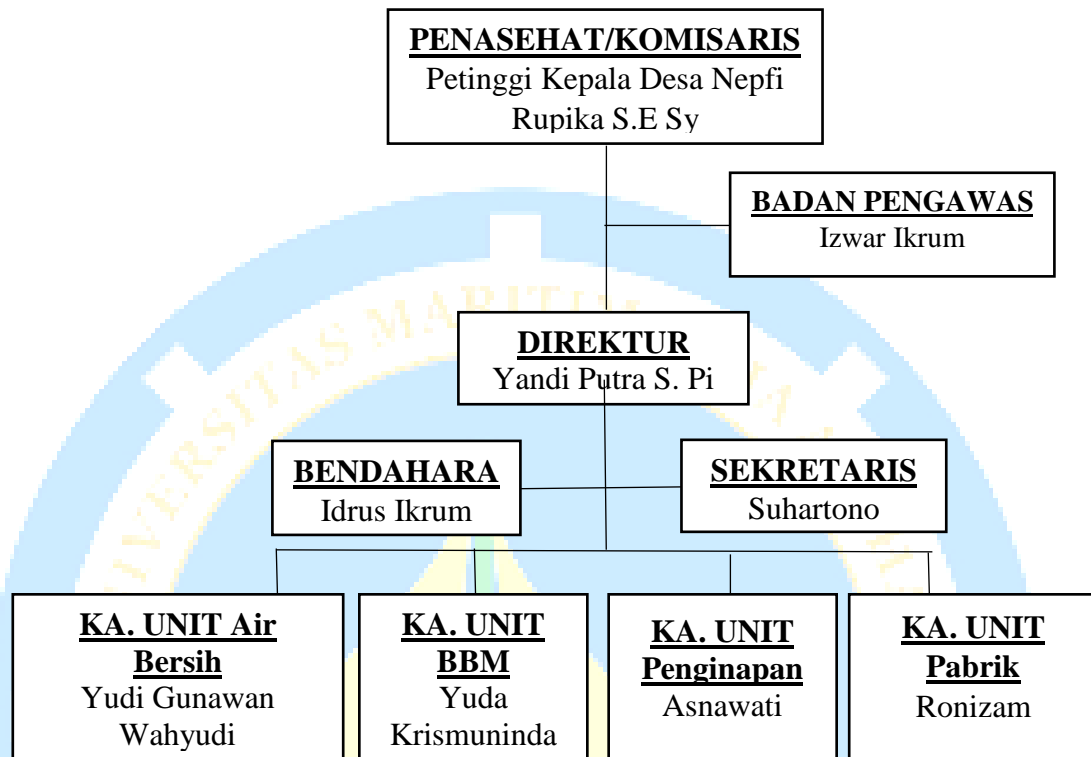 PENASEHAT/KOMISARIS
Petinggi Kepala Desa Nepfi
Rupika S.E Sy
BADAN PENGAWAS
Izwar Ikrum
UNIVERSITAS MARITIM
DIREKTUR
Yandi Putra S. Pi
BENDAHARA
Idrus Ikrum
SEKRETARIS
Suhartono
KA. UNIT Air
Bersih
Yudi Gunawan
Wahyudi
KA. UNIT
BBM
Yuda
Krismuninda
KA. UNIT
Penginapan
Asnawati
KA. UNIT
Pabrik
Ronizam